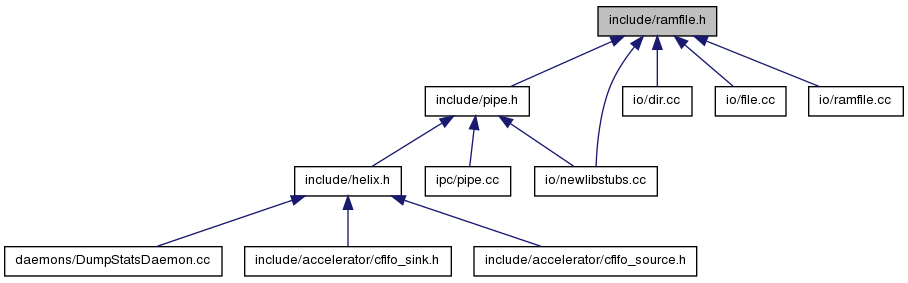 include/ramfile.h
include/pipe.h
io/dir.cc
io/file.cc
io/ramfile.cc
include/helix.h
ipc/pipe.cc
io/newlibstubs.cc
daemons/DumpStatsDaemon.cc
include/accelerator/cfifo_sink.h
include/accelerator/cfifo_source.h